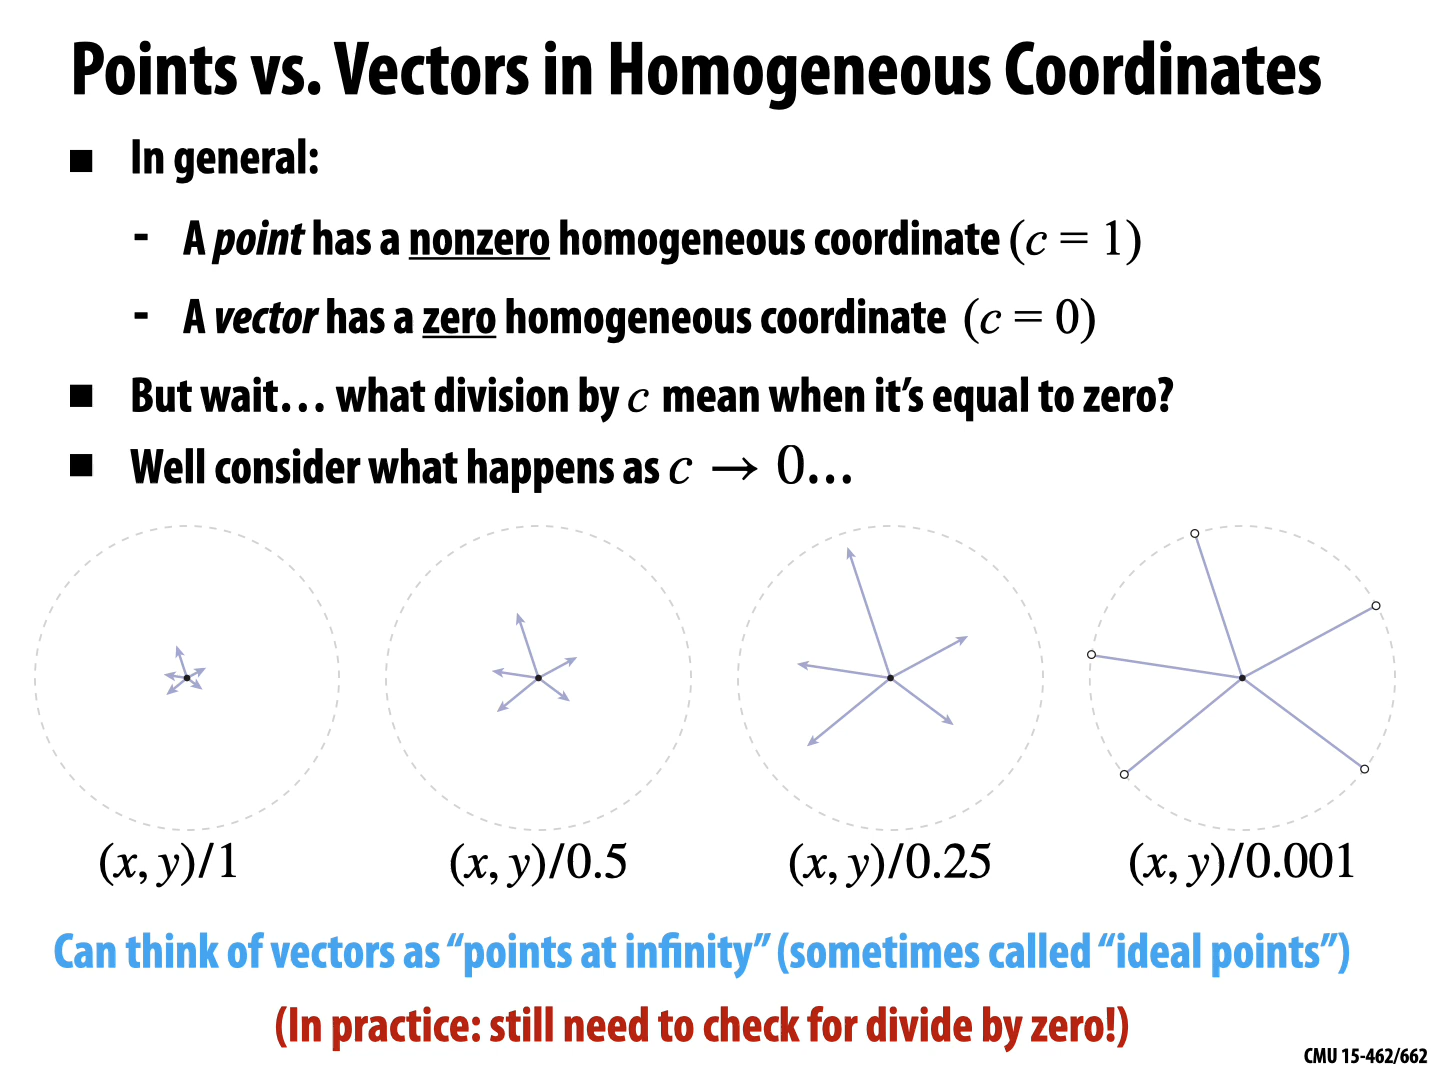 Points vs. Vectors in Homogeneous Coordinates
■ In general:
- A point has a nonzero homogeneous coordinate (c = 1)
- A vector has a zero homogeneous coordinate (c = 0)
■ But wait… what division by c mean when it’s equal to zero?
■ Well consider what happens as c → 0…
(x, y)/1 (x, y)/0.5 (x, y)/0.25 (x, y)/0.001
Can think of vectors as “points at infinity” (sometimes called “ideal points”)
(In practice: still need to check for divide by zero!)
CMU 15-462/662